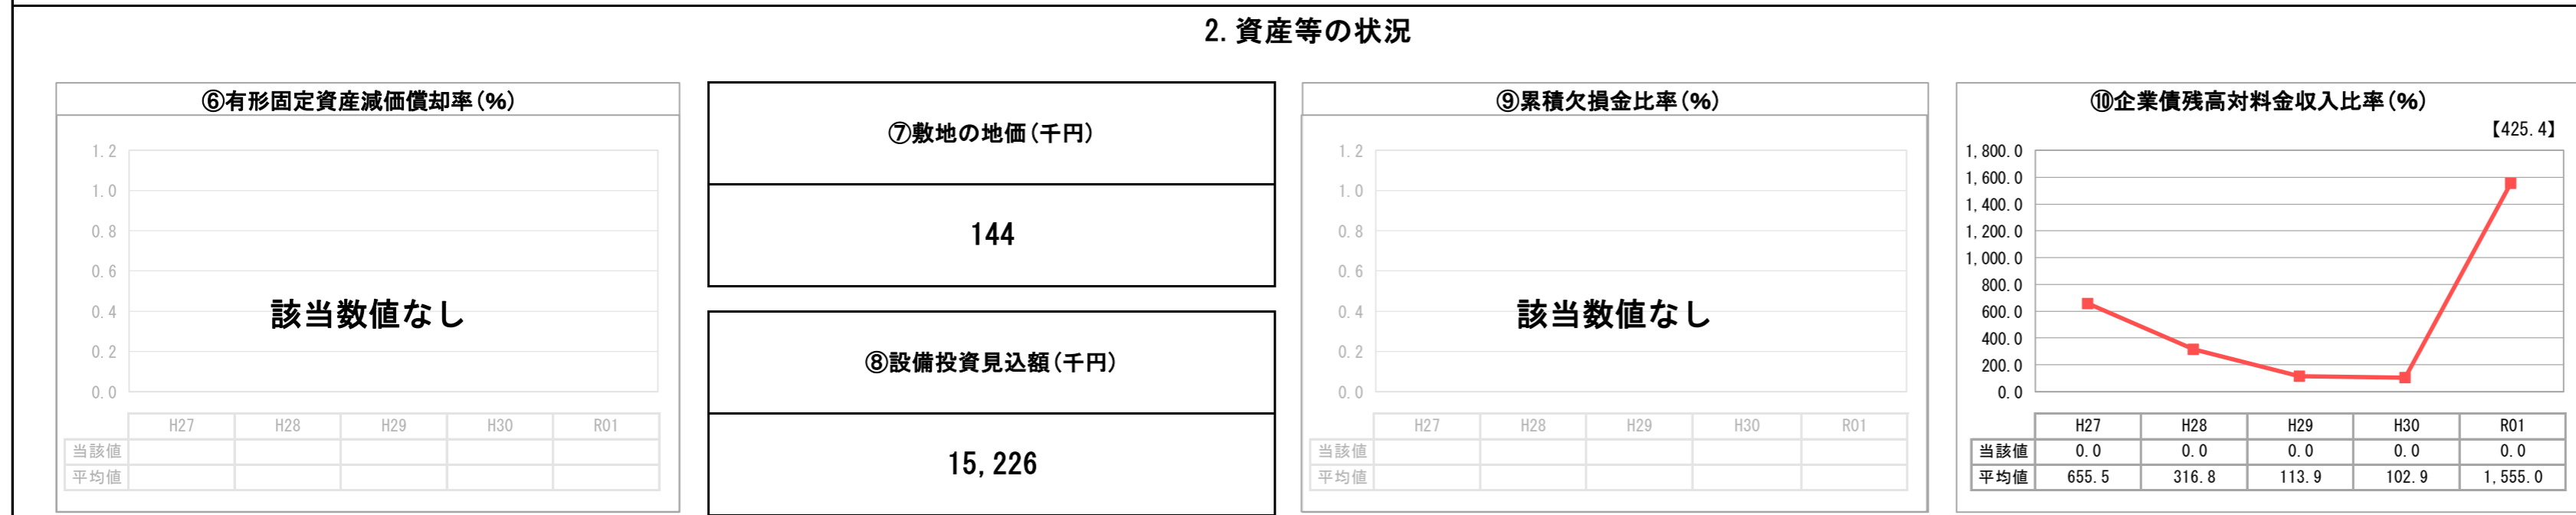 2.資産等の状況
⑥有形固定資産減価償却率(%)
1.2
1.0
0.8
0.6
0.4
0.2
0.0
該当数値なし
H27 H28 H29 H30 R01
当該値
平均値
⑦敷地の地価(千円)
144
⑧設備投資見込額(千円)
15,226
⑨累積欠損金比率(%)
1.2
1.0
0.8
0.6
0.4
0.2
0.0
該当数値なし
H27 H28 H29 H30 R01
当該値
平均値
⑩企業債残高対料金収入比率(%)
【425.4】
1,800.0
1,600.0
1,400.0
1,200.0
1,000.0
800.0
600.0
400.0
200.0
0.0
H27 H28 H29 H30 R01
当該値 0.0 0.0 0.0 0.0 0.0
平均値 655.5 316.8 113.9 102.9 1,555.0